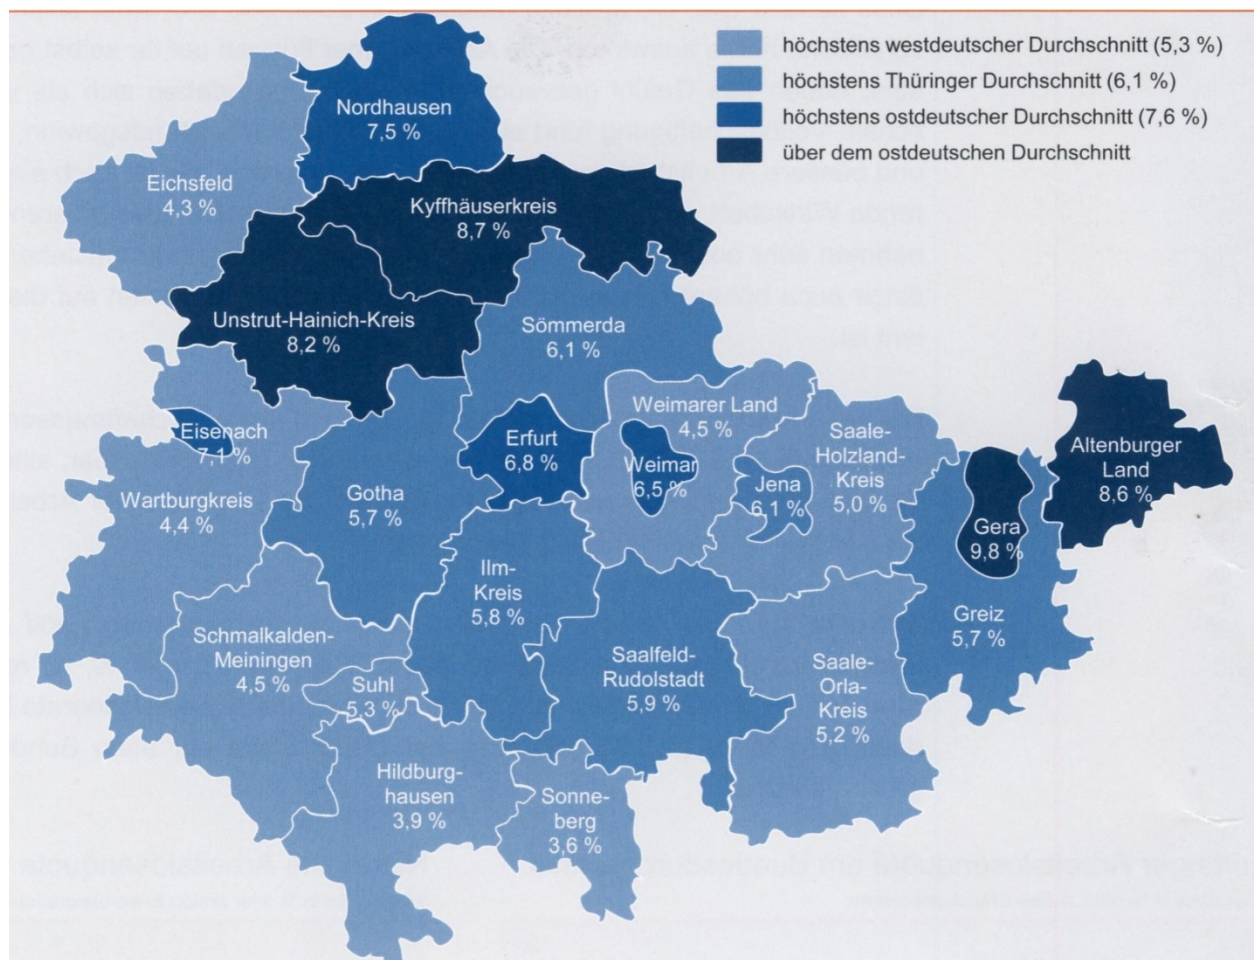 höchstens westdeutscher Durchschnitt (5,3 %)
höchstens Thüringer Durchschnitt (6,1 %)
höchstens ostdeutscher Durchschnitt (7,6 %)
über dem ostdeutschen Durchschnitt
Nordhausen
7,5 %
Eichsfeld
4,3 %
Kyffhäuserkreis
8,7 %
Unstrut-Hainich-Kreis
8,2 %
Sömmerda
6,1 %
Eisenach
7,1 %
Wartburgkreis
4,4 %
Gotha
5,7 %
Erfurt
6,8 %
Weimarer Land
4,5 %
Weimar
6,5 %
Jena
6,1 %
Saale-
Holzland-
Kreis
5,0 %
Altenburger
Land
8,6 %
Gera
9,8 %
Greiz
5,7 %
Ilm-
Kreis
5,8 %
Schmalkalden-
Meiningen
4,5 %
Suhl
5,3 %
Saalfeld-
Rudolstadt
5,9 %
Saale-
Orla-
Kreis
5,2 %
Hildburg-
hausen
3,9 %
Sonne-
berg
3,6 %